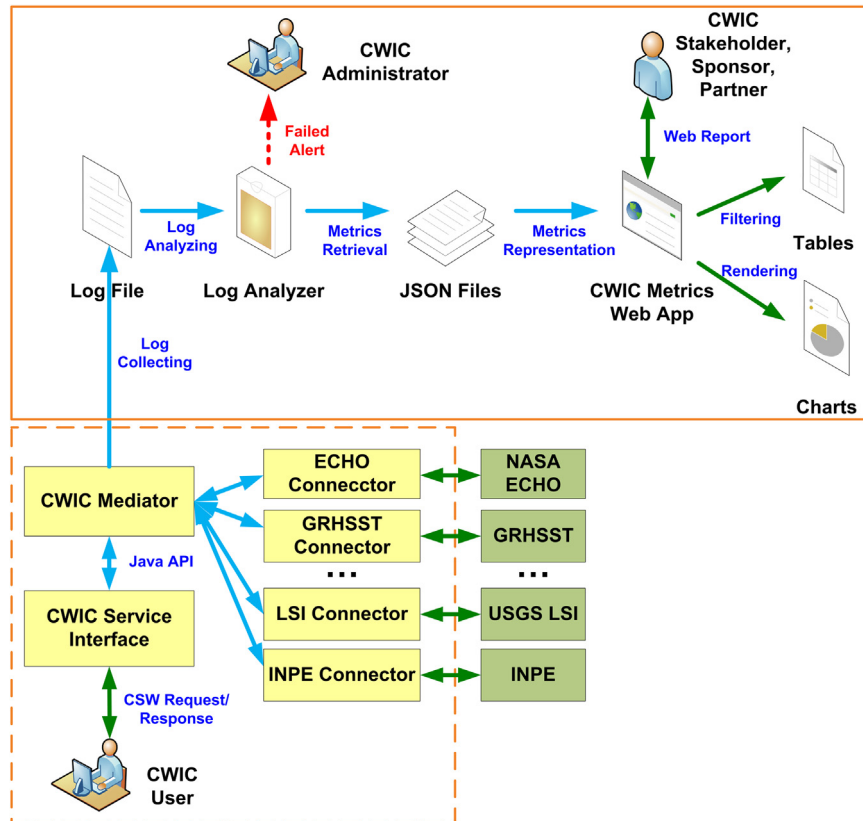 CWIC
Administrator
CWIC
Stakeholder,
Sponsor,
Partner
Failed
Alert
Web Report
Log
Analyzing
Metrics
Retrieval
Metrics
Representation
Filtering
Tables
Rendering
Log File
Log Analyzer
JSON Files
CWIC Metrics
Web App
Charts
Log
Collecting
CWIC Mediator
ECHO
Connecctor
NASA
ECHO
GRHSST
Connector
GRHSST
Java API
...
...
CWIC Service
Interface
LSI Connector
USGS LSI
INPE Connector
INPE
CSW Request/
Response
CWIC
User